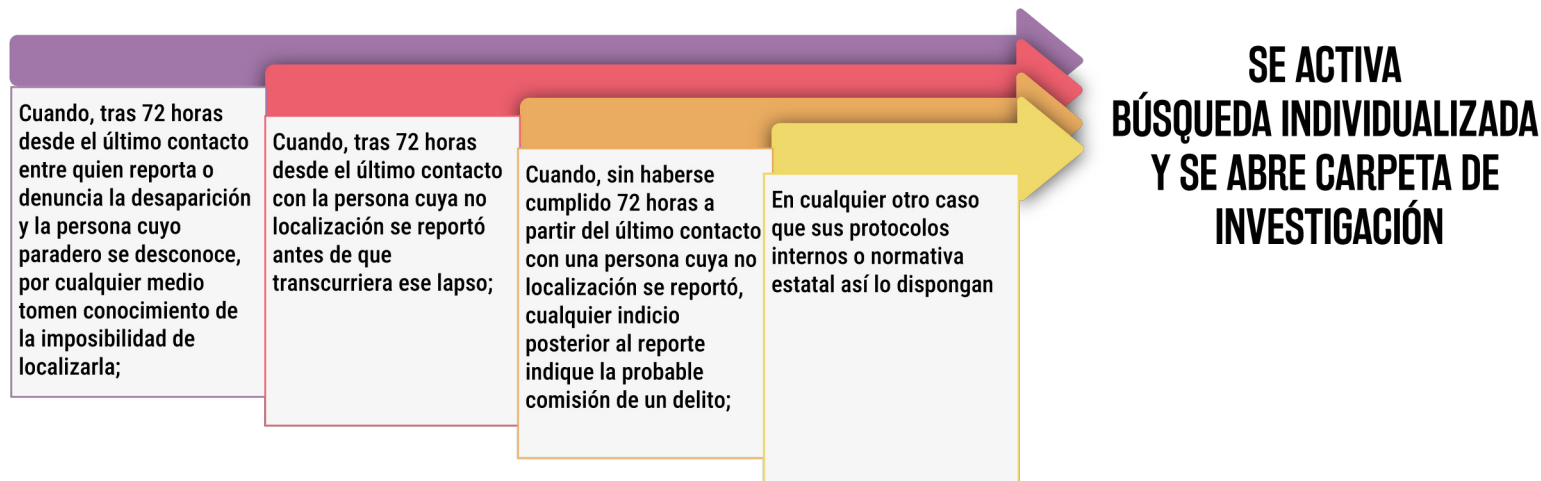 Cuando, tras 72 horas
desde el último contacto
entre quien reporta o
denuncia la desaparición
y la persona cuyo
paradero se desconoce,
por cualquier medio
tomen conocimiento de
la imposibilidad de
localizarla;
Cuando, tras 72 horas
desde el último contacto
con la persona cuya no
localización se reportó
antes de que
transcurriera ese lapso;
Cuando, sin haberse
cumplido 72 horas a
partir del último contacto
con una persona cuya no
localización se reportó,
cualquier indicio
posterior al reporte
indique la probable
comisión de un delito;
En cualquier otro caso
que sus protocolos
internos o normativa
estatal así lo dispongan
SE ACTIVA
BÚSQUEDA INDIVIDUALIZADA
Y SE ABRE CARPETA DE
INVESTIGACIÓN